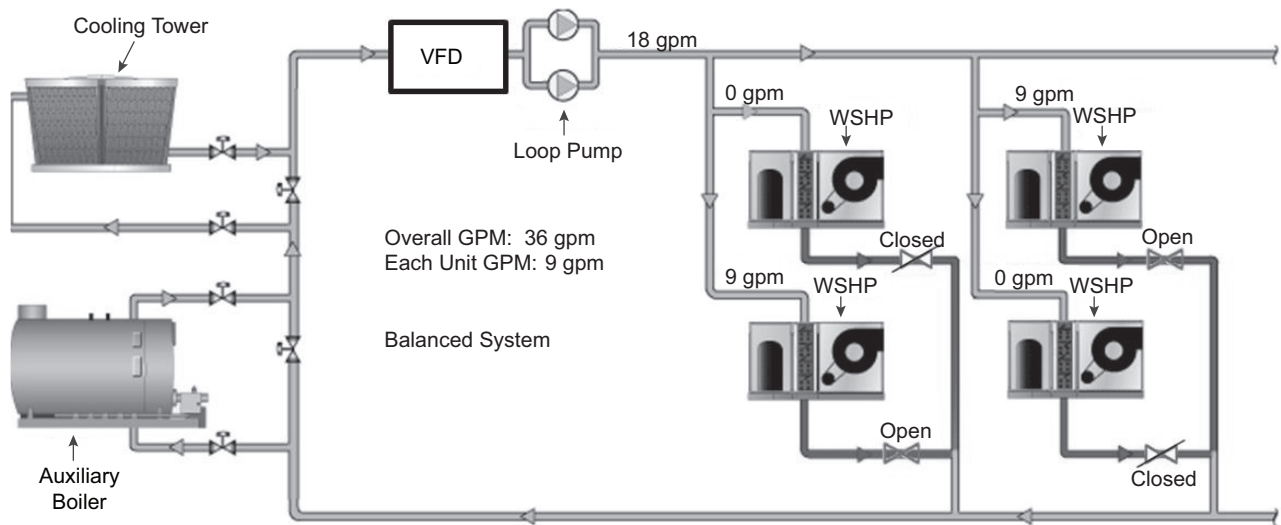 Cooling Tower
VFD
18 gpm
0 gpm
9 gpm
WSHP
WSHP
Loop Pump
Overall GPM: 36 gpm
Each Unit GPM: 9 gpm
Closed
Open
9 gpm
WSHP
0 gpm
WSHP
Balanced System
Open
Closed
Auxiliary
Boiler